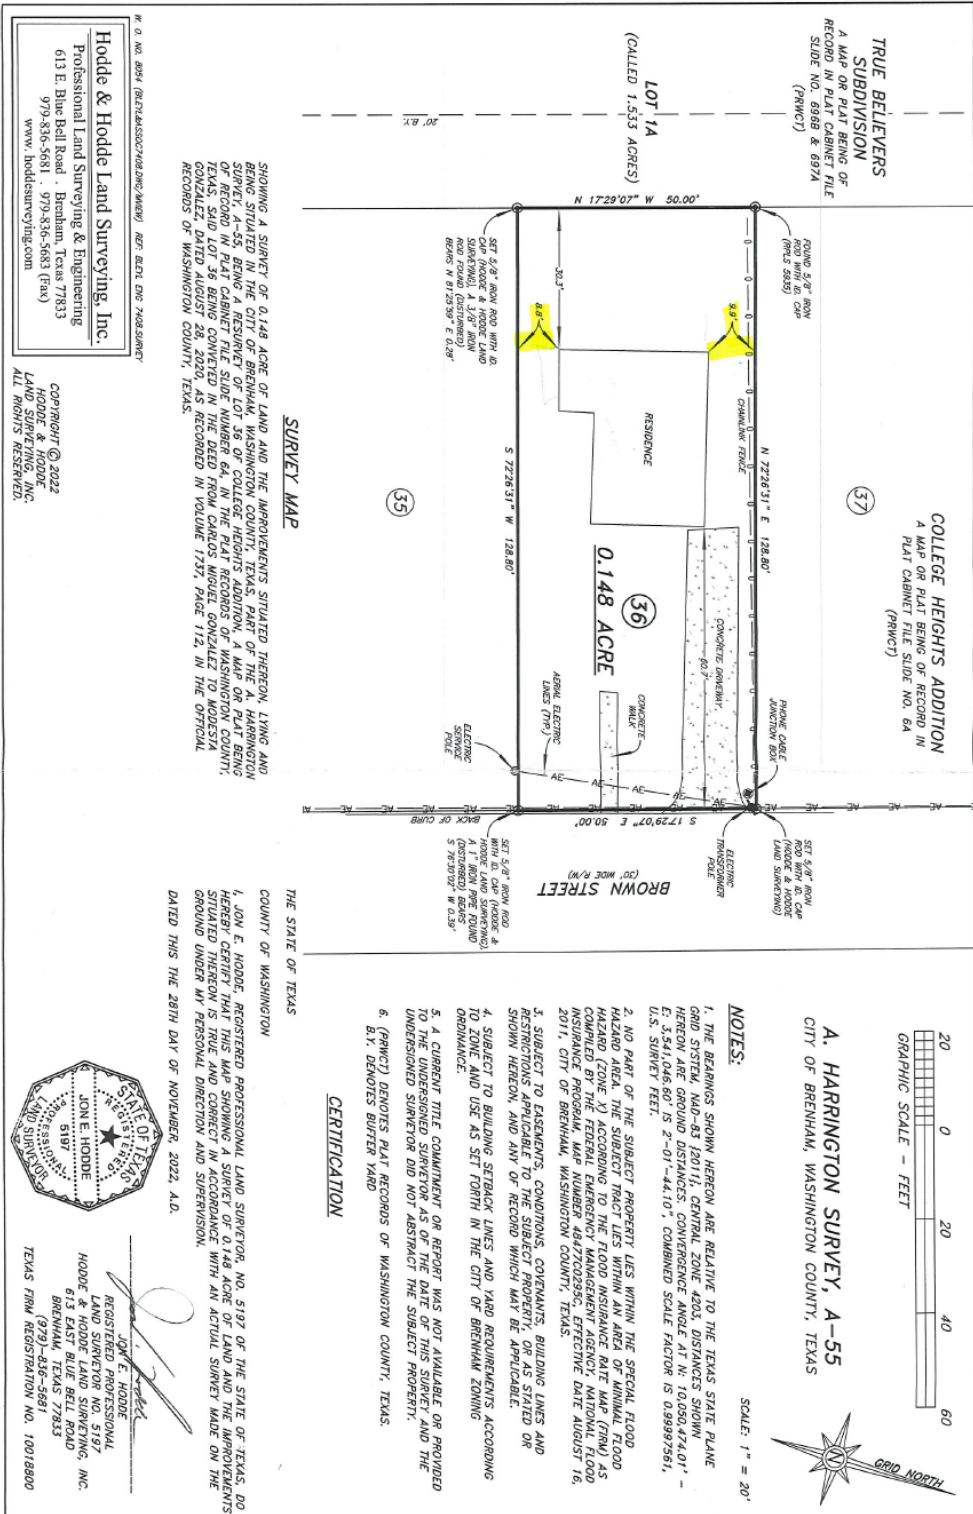 TRUE BELIEVERS
SUBDIVISION
A MAP OR PLAT BEING OF
RECORD IN PLAT CABINET FILE
SLIDE NO. 696B & 697A
(PRWCT)
LOT 1A
(CALLED 1.533 ACRES)
20' B.Y.
COLLEGE HEIGHTS ADDITION
A MAP OR PLAT BEING OF RECORD IN
PLAT CABINET FILE SLIDE NO. 6A
(PRWCT)
37
FOUND 5/8" IRON
ROD WITH ID. CAP
(RPLS 5935)
N 17°29'07" W 50.00'
N 72°26'31" E 128.80'
CHAINLINK FENCE
9.9'
30.3'
8.8'
RESIDENCE
CONCRETE DRIVEWAY
60.7'
36
0.148 ACRE
PHONE CABLE
JUNCTION BOX
SET 5/8" IRON
ROD WITH ID. CAP
(HODDE & HODDE
LAND SURVEYING)
ELECTRIC
TRANSFORMER
POLE
CONCRETE
WALK
AERIAL ELECTRIC
LINES (TYP.)
AE
AE
AE
AE
ELECTRIC
SERVICE
POLE
S 17°29'07" E 50.00'
BACK OF CURB
BROWN STREET
(50' WIDE R/W)
SET 5/8" IRON ROD WITH ID.
CAP (HODDE & HODDE LAND
SURVEYING), A 3/8" IRON
ROD FOUND (DISTURBED)
BEARS N 81°25'59" E 0.28'
S 72°26'31" W 128.80'
SET 5/8" IRON ROD
WITH ID. CAP (HODDE &
HODDE LAND SURVEYING),
A 1" IRON PIPE FOUND
(DISTURBED) BEARS
S 76°30'02" W 0.39'
35
SURVEY MAP
SHOWING A SURVEY OF 0.148 ACRE OF LAND AND THE IMPROVEMENTS SITUATED THEREON, LYING AND
BEING SITUATED IN THE CITY OF BRENHAM, WASHINGTON COUNTY, TEXAS, PART OF THE A. HARRINGTON
SURVEY, A-55, BEING A RESURVEY OF LOT 36 OF COLLEGE HEIGHTS ADDITION, A MAP OR PLAT BEING
OF RECORD IN PLAT CABINET FILE SLIDE NUMBER 6A, IN THE PLAT RECORDS OF WASHINGTON COUNTY,
TEXAS, SAID LOT 36 BEING CONVEYED IN THE DEED FROM CARLOS MIGUEL GONZALEZ TO MODESTA
GONZALEZ, DATED AUGUST 28, 2020, AS RECORDED IN VOLUME 1737, PAGE 112, IN THE OFFICIAL
RECORDS OF WASHINGTON COUNTY, TEXAS.
W. O. NO. 8054 REF: BLEYL ENG 7408.SURVEY
Hodde & Hodde Land Surveying, Inc.
Professional Land Surveying & Engineering
613 E. Blue Bell Road . Brenham, Texas 77833
979-836-5681 . 979-836-5683 (Fax)
www.hoddesurveying.com
COPYRIGHT © 2022
HODDE & HODDE
LAND SURVEYING, INC.
ALL RIGHTS RESERVED.
20 0 20 40 60
GRAPHIC SCALE - FEET
A. HARRINGTON SURVEY, A-55
CITY OF BRENHAM, WASHINGTON COUNTY, TEXAS
SCALE: 1" = 20'
N
GRID NORTH
NOTES:
1. THE BEARINGS SHOWN HEREON ARE RELATIVE TO THE TEXAS STATE PLANE
GRID SYSTEM, NAD-83 [2011], CENTRAL ZONE 4203, DISTANCES SHOWN
HEREON ARE GROUND DISTANCES. CONVERGENCE ANGLE AT N: 10,050,474.01' -
E: 3,541,046.60' IS 2°-01'-44.10". COMBINED SCALE FACTOR IS 0.99997561,
U.S. SURVEY FEET.
2. NO PART OF THE SUBJECT PROPERTY LIES WITHIN THE SPECIAL FLOOD
HAZARD AREA. THE SUBJECT TRACT LIES WITHIN AN AREA OF MINIMAL FLOOD
HAZARD (ZONE X) ACCORDING TO THE FLOOD INSURANCE RATE MAP (FIRM) AS
COMPILED BY THE FEDERAL EMERGENCY MANAGEMENT AGENCY, NATIONAL FLOOD
INSURANCE PROGRAM, MAP NUMBER 48477C0295C, EFFECTIVE DATE AUGUST 16,
2011, CITY OF BRENHAM, WASHINGTON COUNTY, TEXAS.
3. SUBJECT TO EASEMENTS, CONDITIONS, COVENANTS, BUILDING LINES AND
RESTRICTIONS APPLICABLE TO THE SUBJECT PROPERTY, OR AS STATED OR
SHOWN HEREON, AND ANY OF RECORD WHICH MAY BE APPLICABLE.
4. SUBJECT TO BUILDING SETBACK LINES AND YARD REQUIREMENTS ACCORDING
TO ZONE AND USE AS SET FORTH IN THE CITY OF BRENHAM ZONING
ORDINANCE.
5. A CURRENT TITLE COMMITMENT OR REPORT WAS NOT AVAILABLE OR PROVIDED
TO THE UNDERSIGNED SURVEYOR AS OF THE DATE OF THIS SURVEY AND THE
UNDERSIGNED SURVEYOR DID NOT ABSTRACT THE SUBJECT PROPERTY.
6. (PRWCT) DENOTES PLAT RECORDS OF WASHINGTON COUNTY, TEXAS.
B.Y. DENOTES BUFFER YARD
CERTIFICATION
THE STATE OF TEXAS
COUNTY OF WASHINGTON
I, JON E. HODDE, REGISTERED PROFESSIONAL LAND SURVEYOR, NO. 5197 OF THE STATE OF TEXAS, DO
HEREBY CERTIFY THAT THIS MAP SHOWING A SURVEY OF 0.148 ACRE OF LAND AND THE IMPROVEMENTS
SITUATED THEREON IS TRUE AND CORRECT IN ACCORDANCE WITH AN ACTUAL SURVEY MADE ON THE
GROUND UNDER MY PERSONAL DIRECTION AND SUPERVISION.
DATED THIS THE 28TH DAY OF NOVEMBER, 2022, A.D.
STATE OF TEXAS
REGISTERED
JON E. HODDE
5197
PROFESSIONAL
LAND SURVEYOR
JON E. HODDE
REGISTERED PROFESSIONAL
LAND SURVEYOR NO. 5197
HODDE & HODDE LAND SURVEYING, INC.
613 EAST BLUE BELL ROAD
BRENHAM, TEXAS 77833
(979)-836-5681
TEXAS FIRM REGISTRATION NO. 10018800